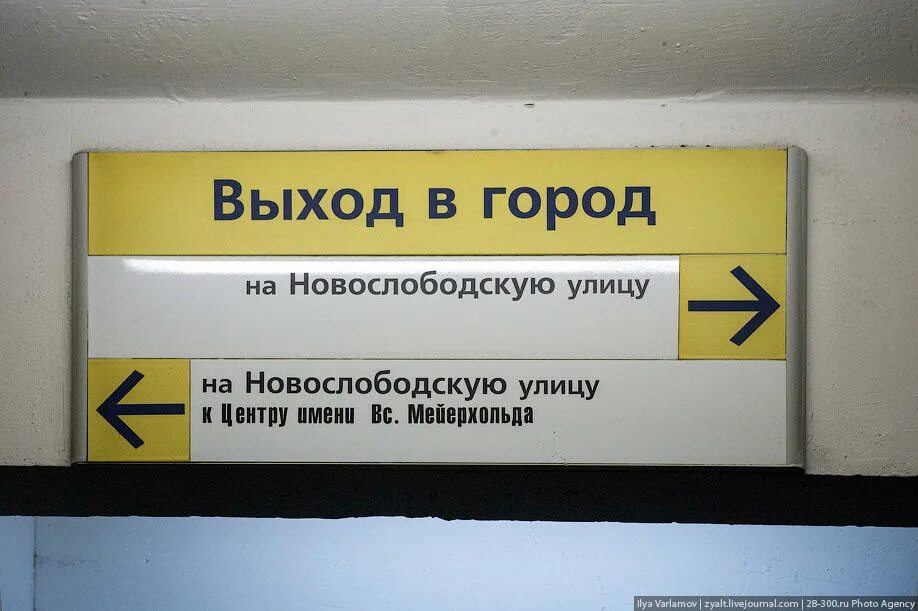 Выход в город
на Новослободскую улицу
на Новослободскую улицу
к Центру имени Вс. Мейерхольда
Ilya Varlamov | zyalt.livejournal.com | 28-300.ru Photo Agency